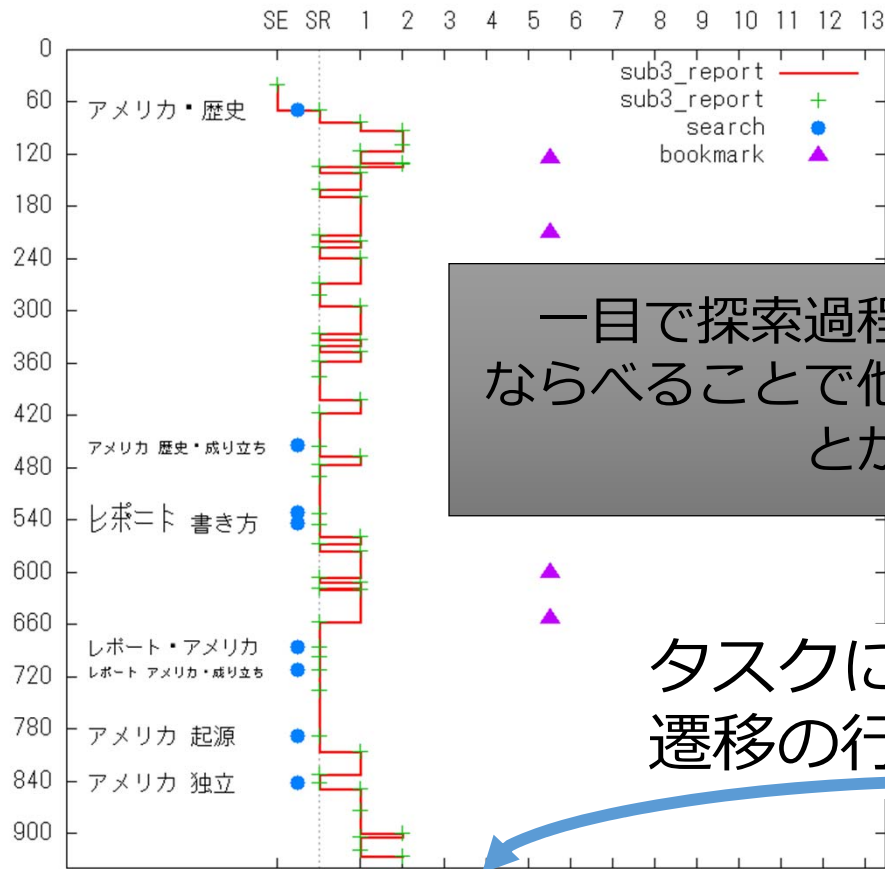 SE SR 1 2 3 4 5 6 7 8 9 10 11 12 13
0
sub3_report
60
アメリカ・歴史
sub3_report
search
120
bookmark
180
240
300
一目で探索過程
360
ならべることで他
420
とか
アメリカ 歴史・成り立ち
480
レポート
540
レポート 書き方
600
660
レポート・アメリカ
タスクに
レポート アメリカ・成り立ち
720
遷移の行
780
アメリカ 起源
840
アメリカ 独立
900